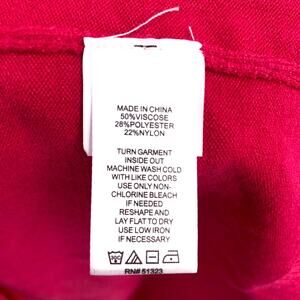 MADE IN CHINA
50%VISCOSE
28%POLYESTER
22%NYLON
TURN GARMENT
INSIDE OUT
MACHINE WASH COLD
WITH LIKE COLORS
USE ONLY NON-
CHLORINE BLEACH
IF NEEDED
RESHAPE AND
LAY FLAT TO DRY
USE LOW IRON
IF NECESSARY
RN# 51323